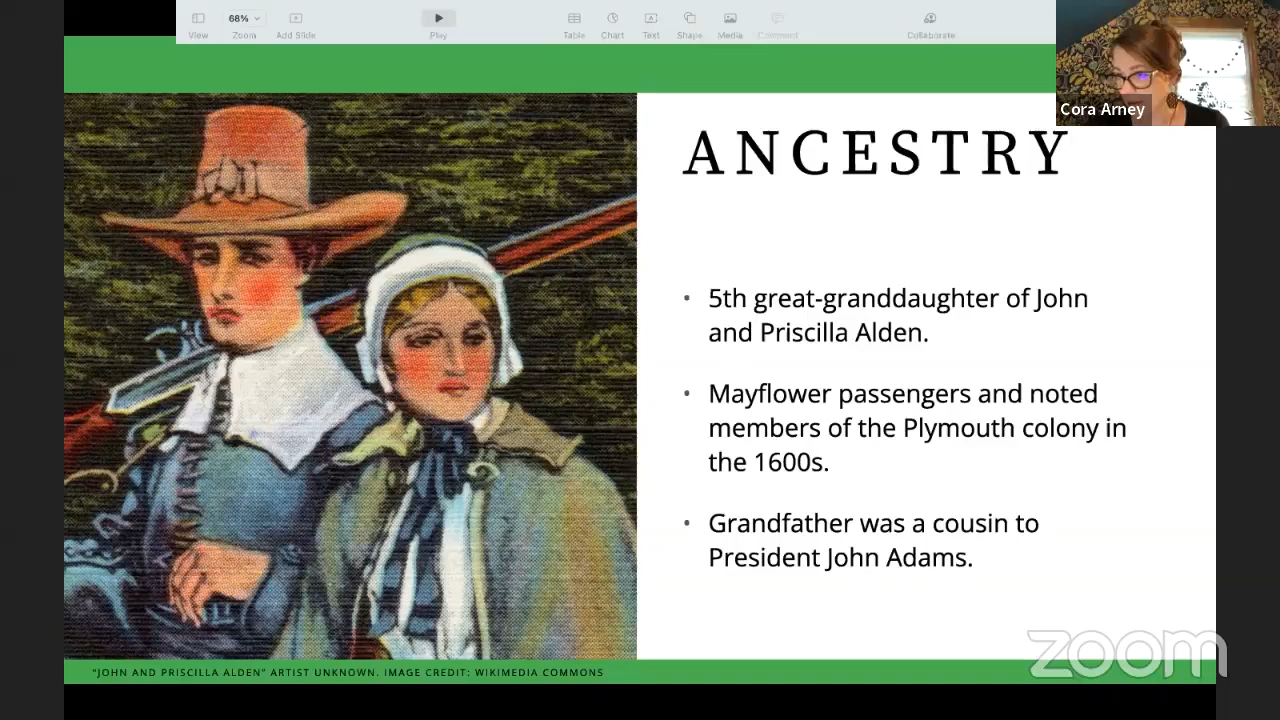 68%
View
Zoom
Add Slide
Play
Table
Chart
Text
Shape
Media
Comment
Collaborate
Cora Arney
ANCESTRY
• 5th great-granddaughter of John
and Priscilla Alden.
• Mayflower passengers and noted
members of the Plymouth colony in
the 1600s.
• Grandfather was a cousin to
President John Adams.
zoom
"JOHN AND PRISCILLA ALDEN" ARTIST UNKNOWN. IMAGE CREDIT: WIKIMEDIA COMMONS